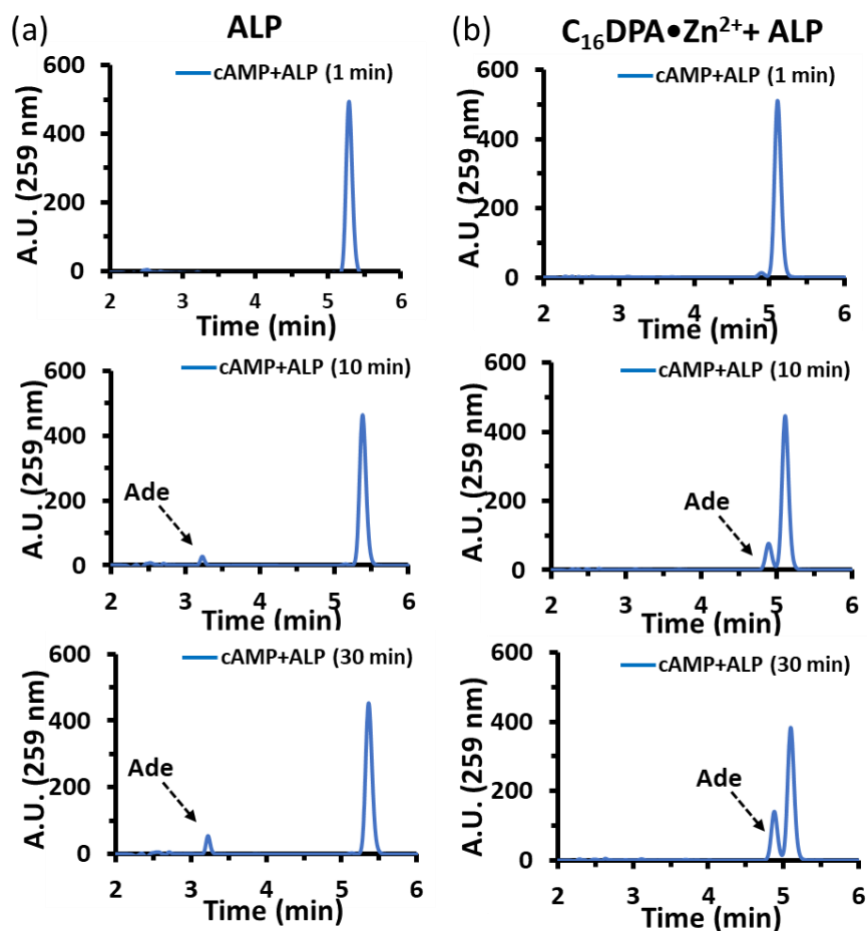 (a) ALP
600
400
200
0
A.U. (259 nm)
cAMP+ALP (1 min)
2 3 4 5 6
Time (min)
600
400
200
0
A.U. (259 nm)
cAMP+ALP (10 min)
Ade
2 3 4 5 6
Time (min)
600
400
200
0
A.U. (259 nm)
cAMP+ALP (30 min)
Ade
2 3 4 5 6
Time (min)
(b) C₁₆DPA•Zn²⁺+ ALP
600
400
200
0
A.U. (259 nm)
cAMP+ALP (1 min)
2 3 4 5 6
Time (min)
600
400
200
0
A.U. (259 nm)
cAMP+ALP (10 min)
Ade
2 3 4 5 6
Time (min)
600
400
200
0
A.U. (259 nm)
cAMP+ALP (30 min)
Ade
2 3 4 5 6
Time (min)